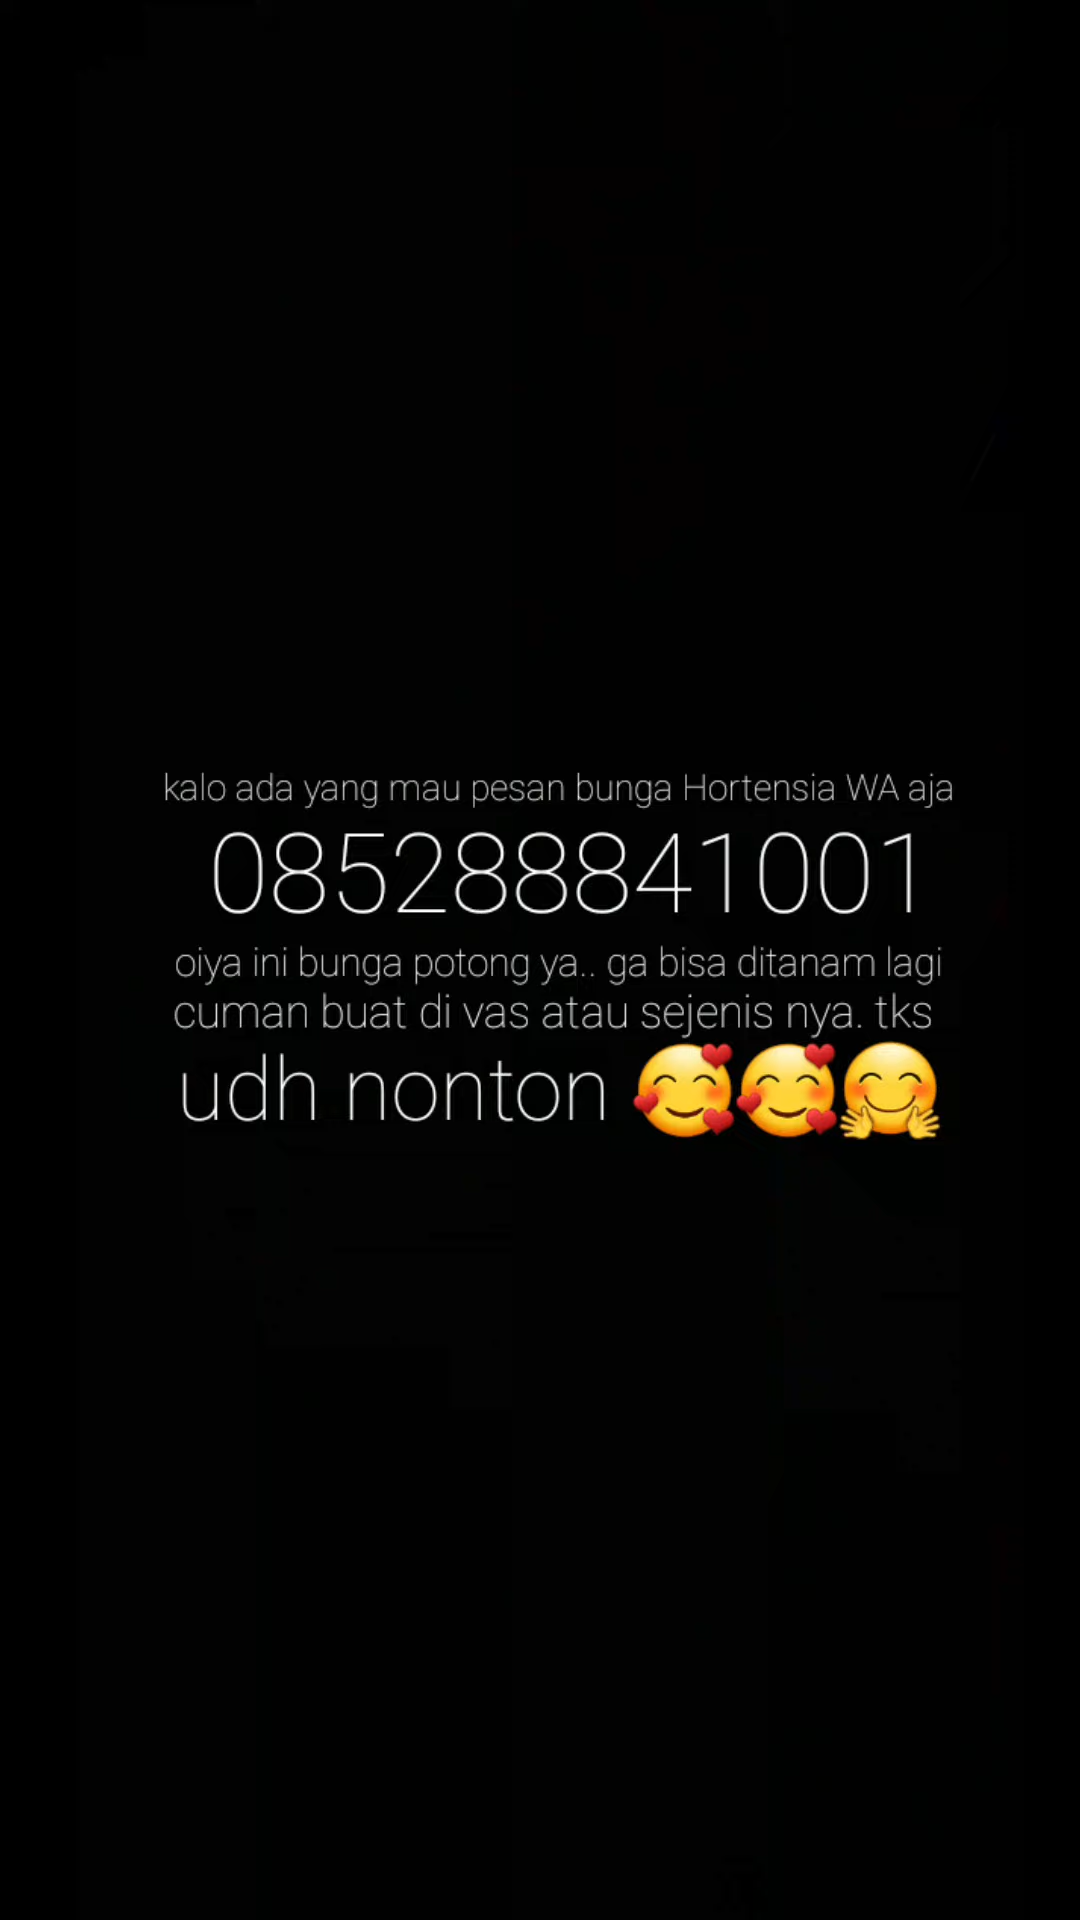 kalo ada yang mau pesan bunga Hortensia WA aja
085288841001
oiya ini bunga potong ya.. ga bisa ditanam lagi
cuman buat di vas atau sejenis nya. tks
udh nonton 🥰🥰🤗